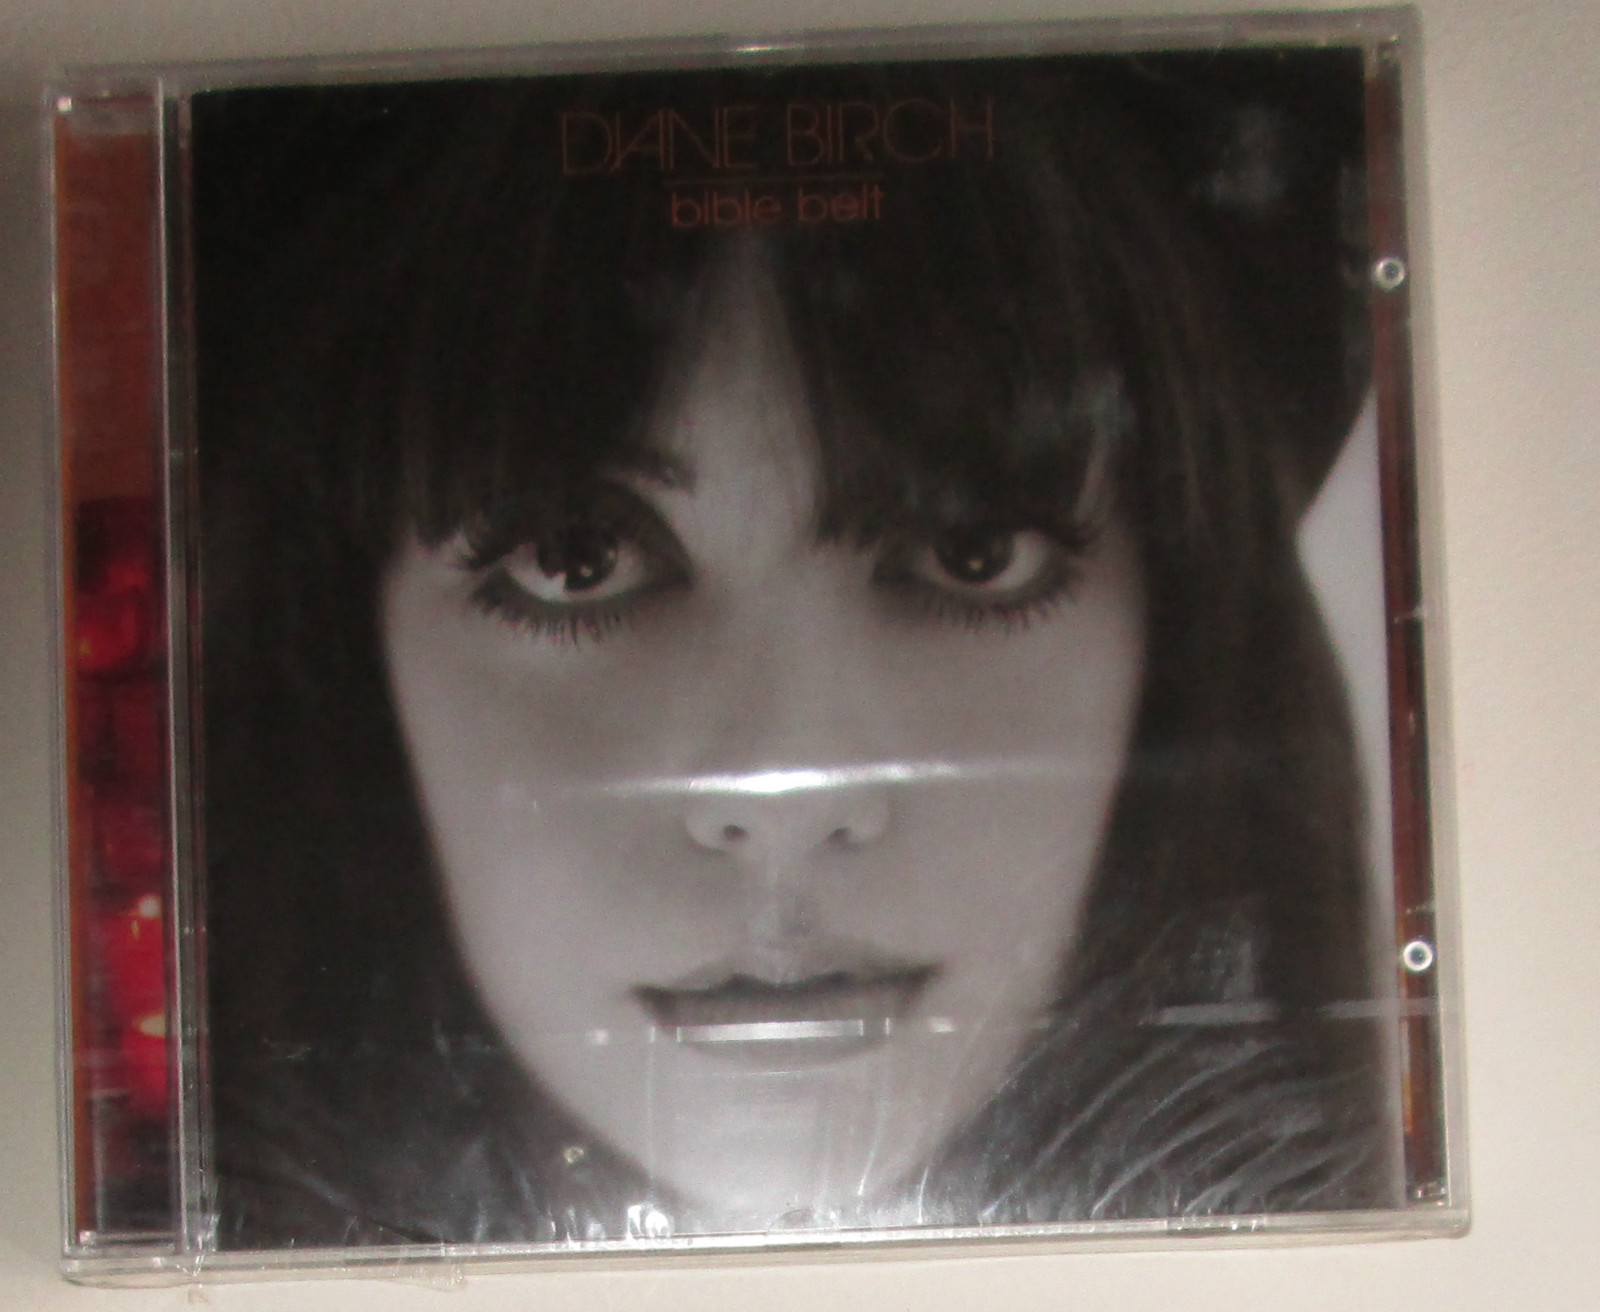 DIANE BIRCH
bible belt